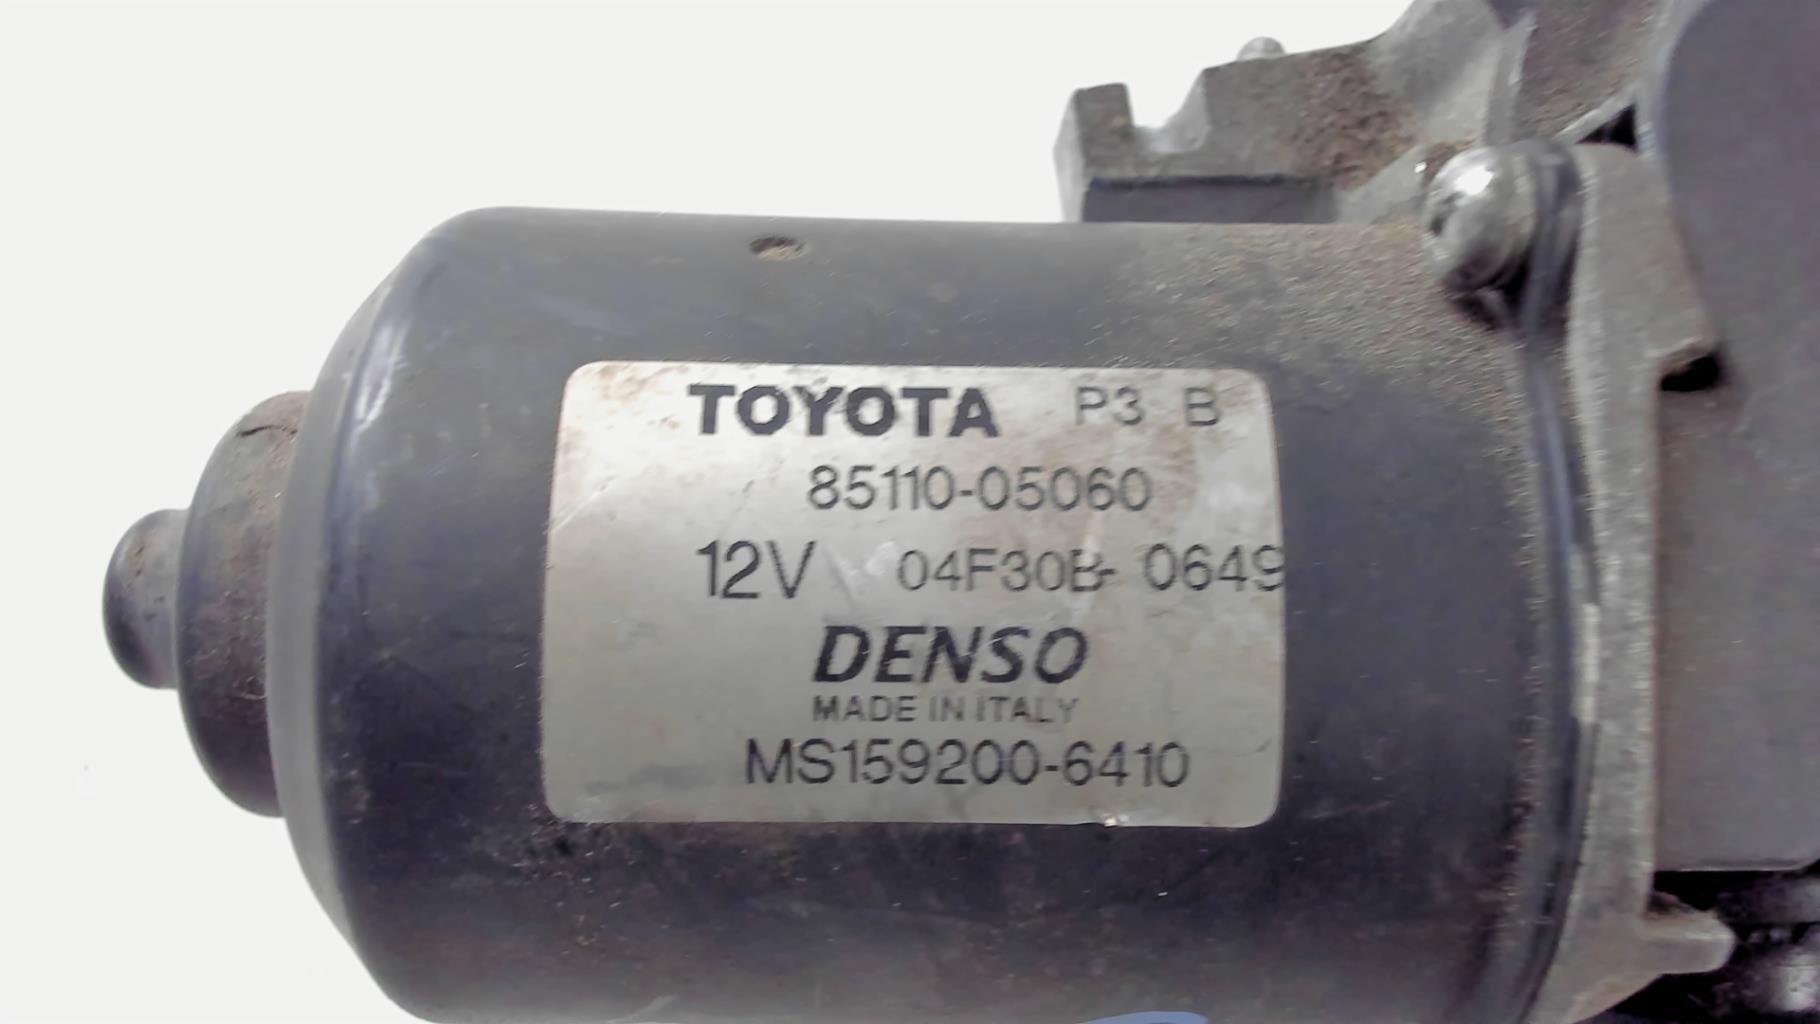 TOYOTA P3 B
85110-05060
12V 04F30B- 0649
DENSO
MADE IN ITALY
MS159200-6410